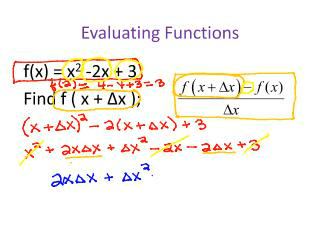 Evaluating Functions
f(x) = x² -2x + 3
f(2) = 4 - 4 + 3 = 3
Find f ( x + Δx );
f(x + Δx) − f(x)
Δx
(x + Δx)² − 2(x + Δx) + 3
x² + 2xΔx + Δx² − 2x − 2Δx + 3
2xΔx + Δx²